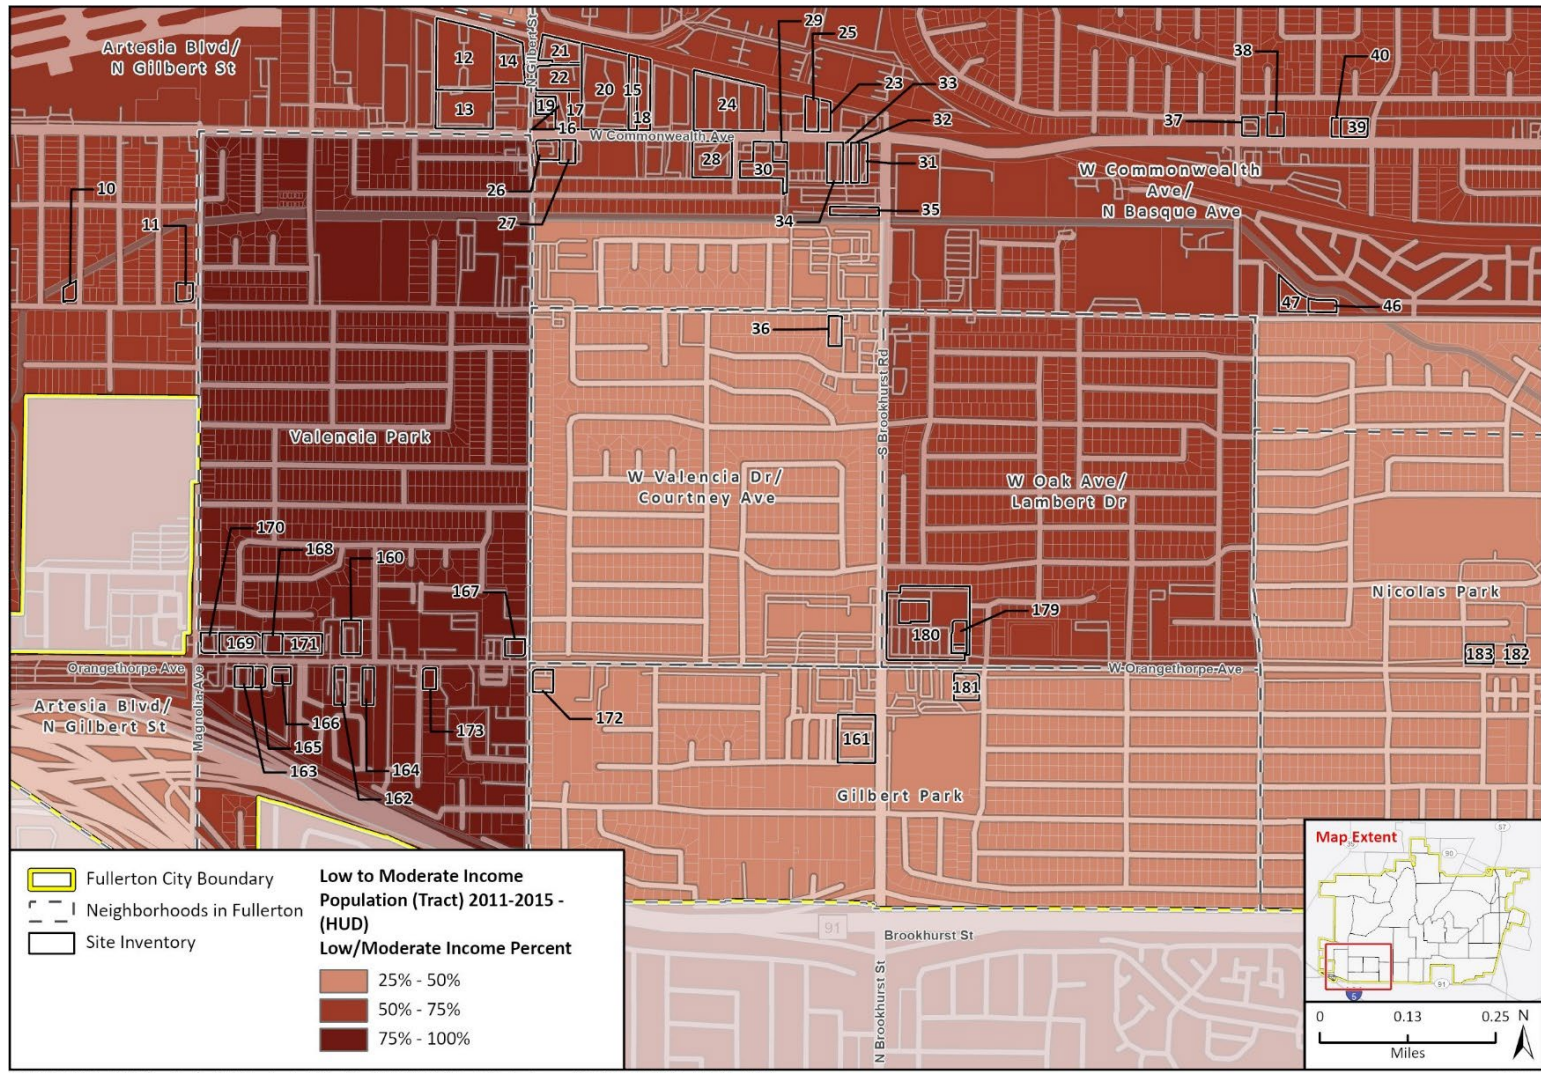 29
25
38
40
Artesia Blvd/
N Gilbert St
12
14
N Gilbert St
21
22
20
15
24
23
33
32
13
19
17
18
16
37
39
W Commonwealth Ave
26
28
30
31
27
34
35
W Commonwealth
Ave/
N Basque Ave
10
11
47
46
36
S Brookhurst Rd
Valencia Park
W Valencia Dr/
Courtney Ave
W Oak Ave/
Lambert Dr
170
168
160
167
179
Nicolas Park
169
171
180
183
182
Orangethorpe Ave
W Orangethorpe Ave
Magnolia Ave
Artesia Blvd/
N Gilbert St
166
165
163
164
162
173
172
181
161
Gilbert Park
91
Brookhurst St
N Brookhurst St
Fullerton City Boundary
Neighborhoods in Fullerton
Site Inventory
Low to Moderate Income
Population (Tract) 2011-2015 -
(HUD)
Low/Moderate Income Percent
25% - 50%
50% - 75%
75% - 100%
Map Extent
57
90
91
5
0
0.13
0.25
N
Miles